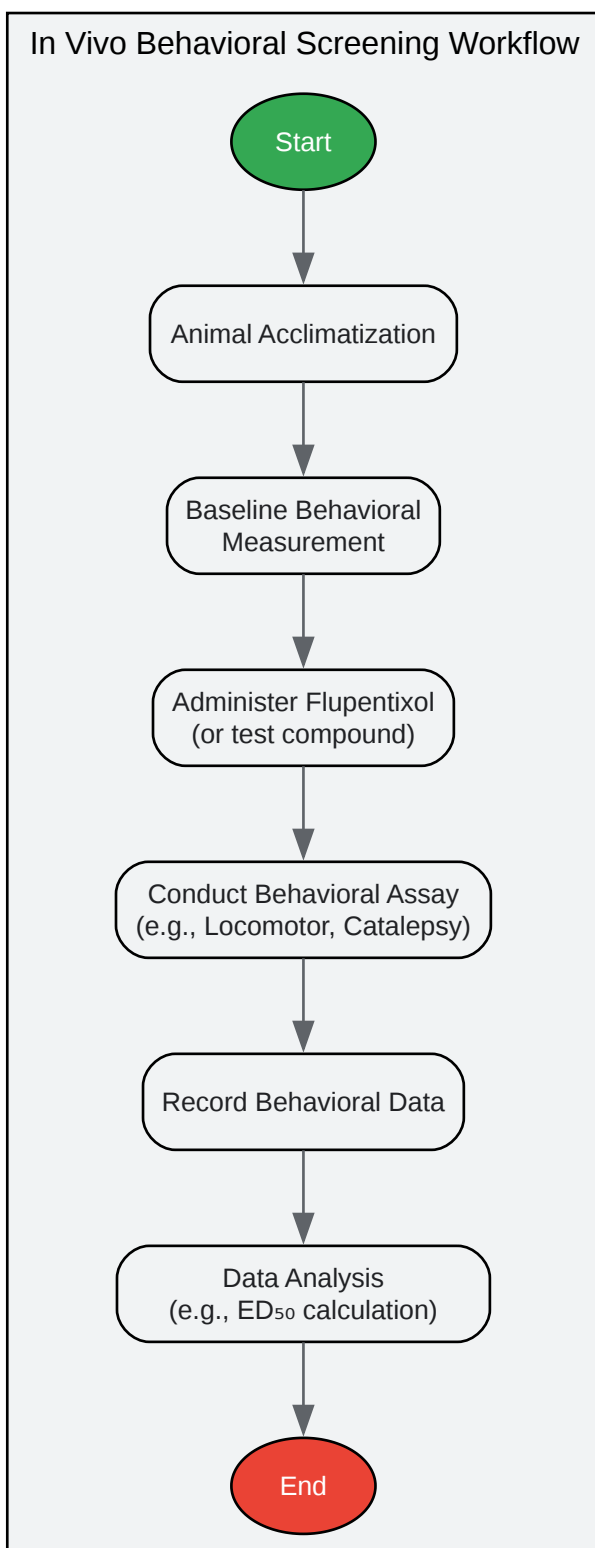 In Vivo Behavioral Screening Workflow
Start
Animal Acclimatization
Baseline Behavioral
Measurement
Administer Flupentixol
(or test compound)
Conduct Behavioral Assay
(e.g., Locomotor, Catalepsy)
Record Behavioral Data
Data Analysis
(e.g., ED₅₀ calculation)
End